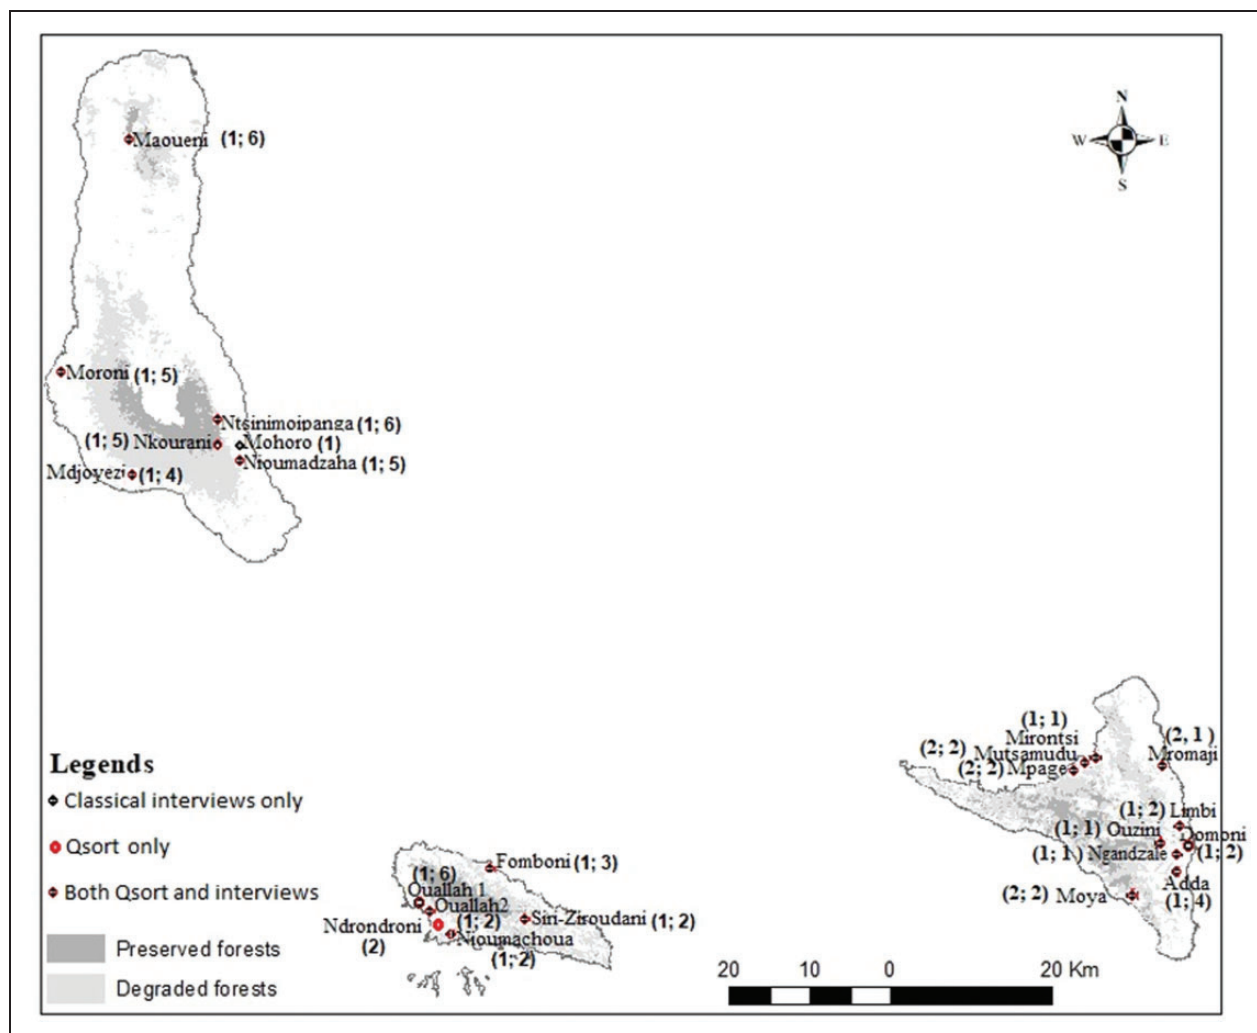 N
W E
S
Maoueni (1; 6)
Moroni (1; 5)
Ntsinimoipanga (1; 6)
(1; 5) Nkourani
Mohoro (1)
Nioumadzaha (1; 5)
Mdjoyezi (1; 4)
(1; 1)
Mirontsi
(2; 2) Mutsamudu
(2; 2) Mpage
(2, 1 )
Mromaji
(1; 2) Limbi
(1; 1) Ouzini
Domoni
(1; 1 ) Ngandzale
(1; 2)
Adda
(1; 4)
(2; 2) Moya
Legends
Classical interviews only
Qsort only
Both Qsort and interviews
Preserved forests
Degraded forests
Fomboni (1; 3)
(1; 6)
Ouallah 1
Ouallah2
(1; 2)
Siri-Ziroudani (1; 2)
Ndrondroni
(2)
Nioumachoua
(1; 2)
20 10 0 20 Km